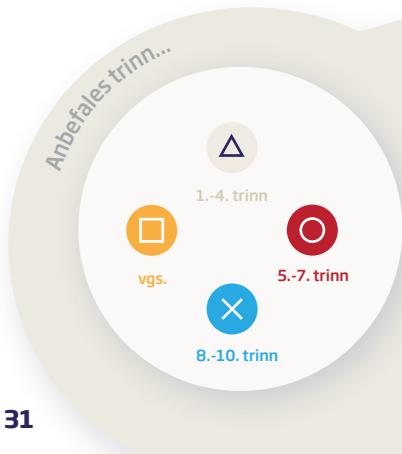 Anbefales trinn...
1.-4. trinn
vgs.
5.-7. trinn
8.-10. trinn
31